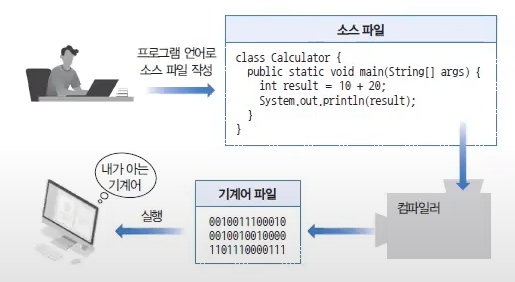 프로그램 언어로
소스 파일 작성
소스 파일
class Calculator {
public static void main(String[] args) {
int result = 10 + 20;
System.out.println(result);
}
}
컴파일러
기계어 파일
0010011100010
0010010010000
1101110000111
실행
내가 아는
기계어